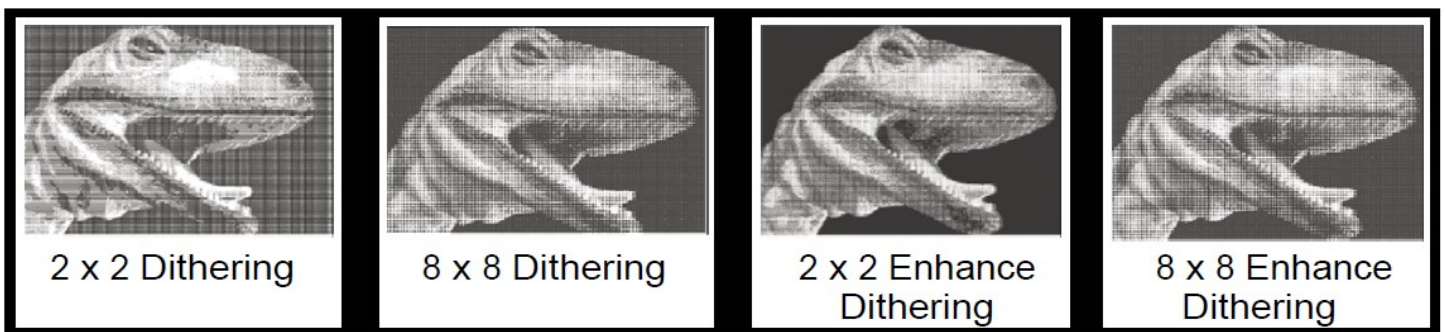 2 x 2 Dithering
8 x 8 Dithering
2 x 2 Enhance
Dithering
8 x 8 Enhance
Dithering